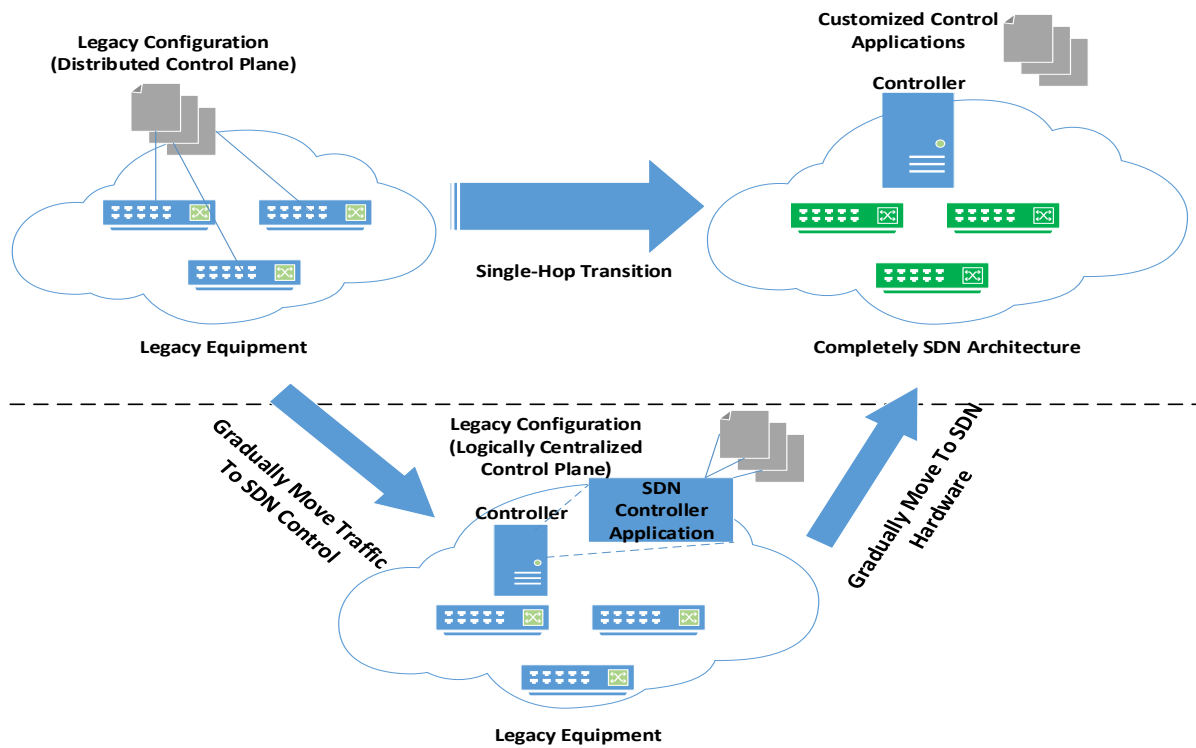 Legacy Configuration
(Distributed Control Plane)
Customized Control
Applications
Controller
Single-Hop Transition
Legacy Equipment
Completely SDN Architecture
Gradually Move Traffic
To SDN Control
Legacy Configuration
(Logically Centralized
Control Plane)
SDN
Controller
Application
Controller
Gradually Move To SDN
Hardware
Legacy Equipment